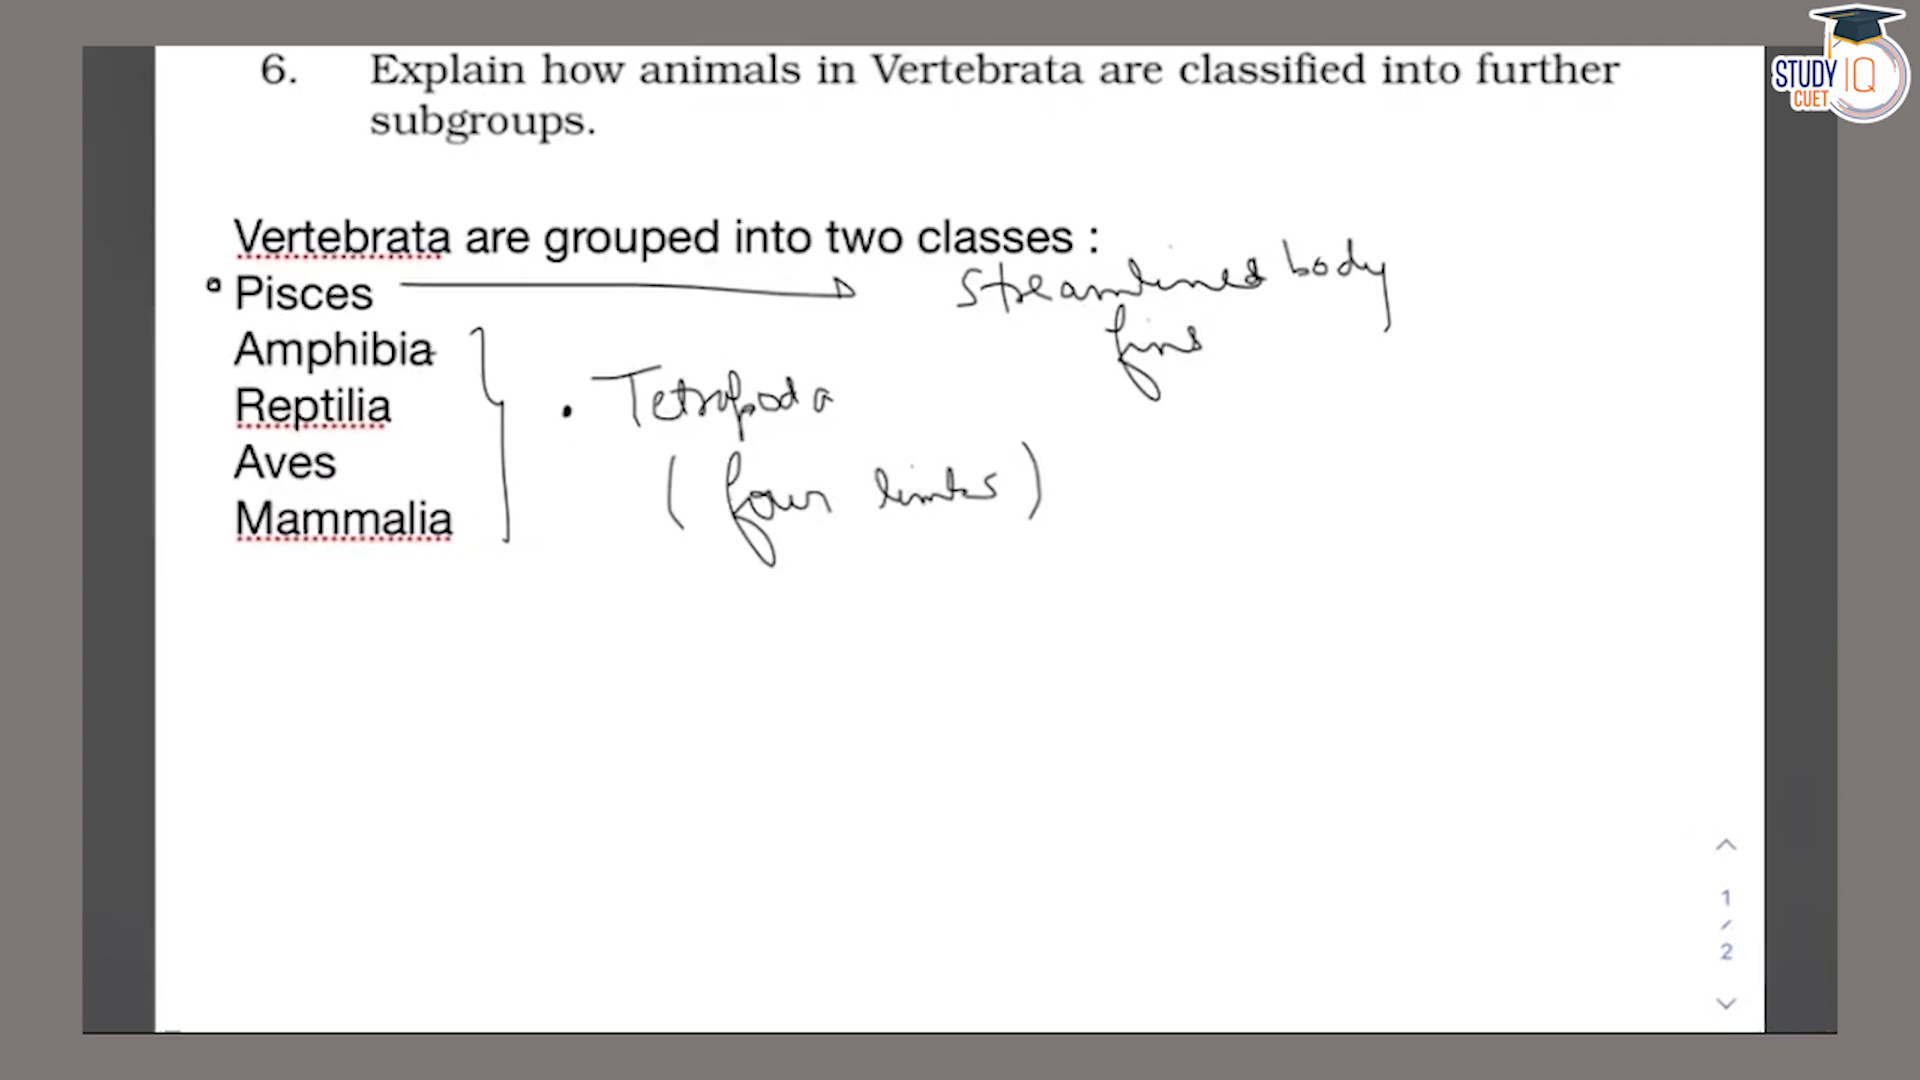 6. Explain how animals in Vertebrata are classified into further
subgroups.
Vertebrata are grouped into two classes :
Pisces
Streamlined body
fins
Amphibia
Reptilia
Aves
Mammalia
Tetrapoda
(four limbs)
STUDY IQ
CUET
1
/
2